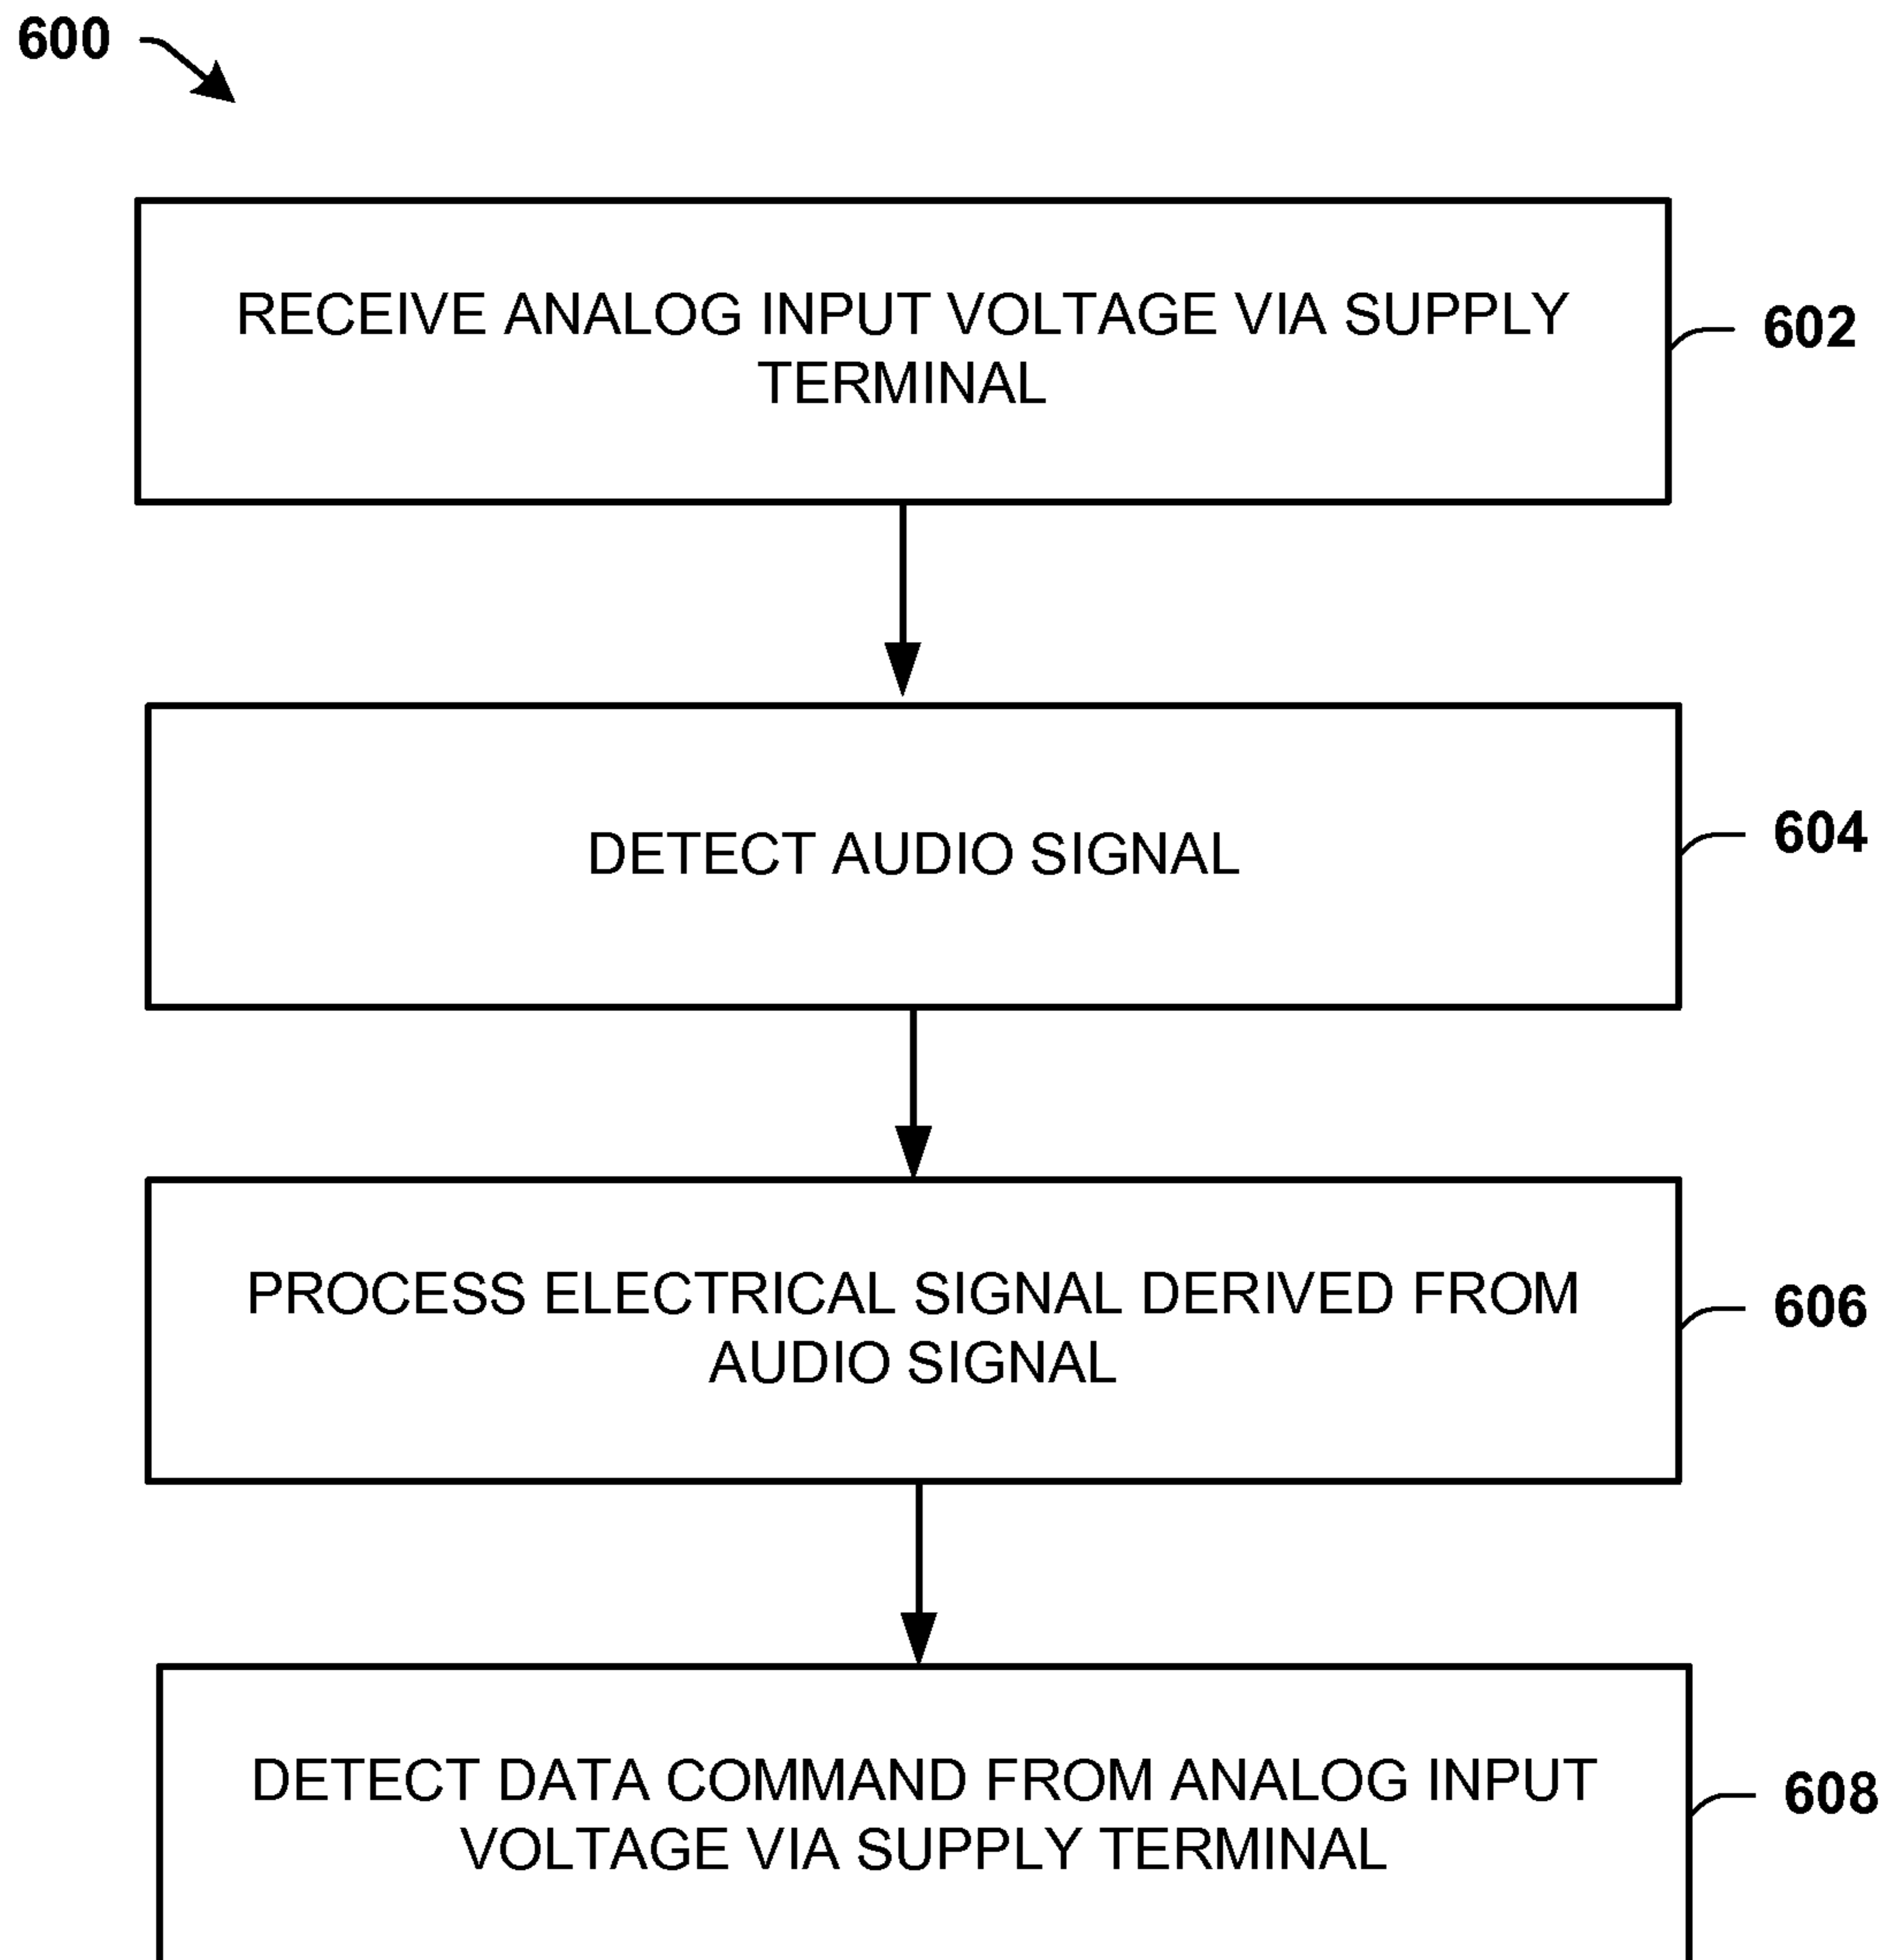 600
RECEIVE ANALOG INPUT VOLTAGE VIA SUPPLY
TERMINAL
602
DETECT AUDIO SIGNAL
604
PROCESS ELECTRICAL SIGNAL DERIVED FROM
AUDIO SIGNAL
606
DETECT DATA COMMAND FROM ANALOG INPUT
VOLTAGE VIA SUPPLY TERMINAL
608